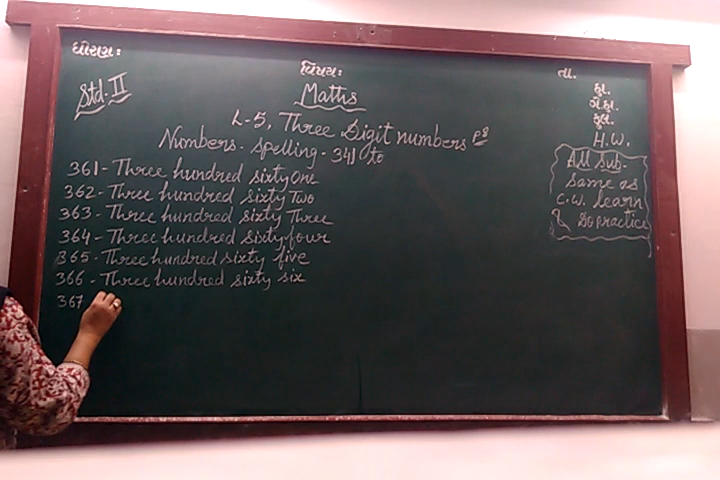 ધોરણઃ
વિષયઃ
તા.
Std. II
Maths
હા.
ગે.હા.
કુલ.
L-5, Three Digit numbers P8
Numbers. Spelling - 341 to
H.W.
All Sub.
Same as
C.W. learn
& Do practice
361 - Three hundred sixty One
362 - Three hundred sixty Two
363 - Three hundred sixty Three
364 - Three hundred sixty four
365 - Three hundred sixty five
366 - Three hundred sixty six
367